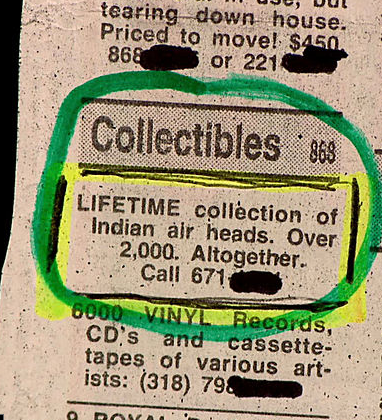 tearing down house.
Priced to move! $450
868 or 221
Collectibles 868
LIFETIME collection of
Indian air heads. Over
2,000. Altogether.
Call 671
6000 VINYL Records,
CD's and cassette-
tapes of various art-
ists: (318) 798